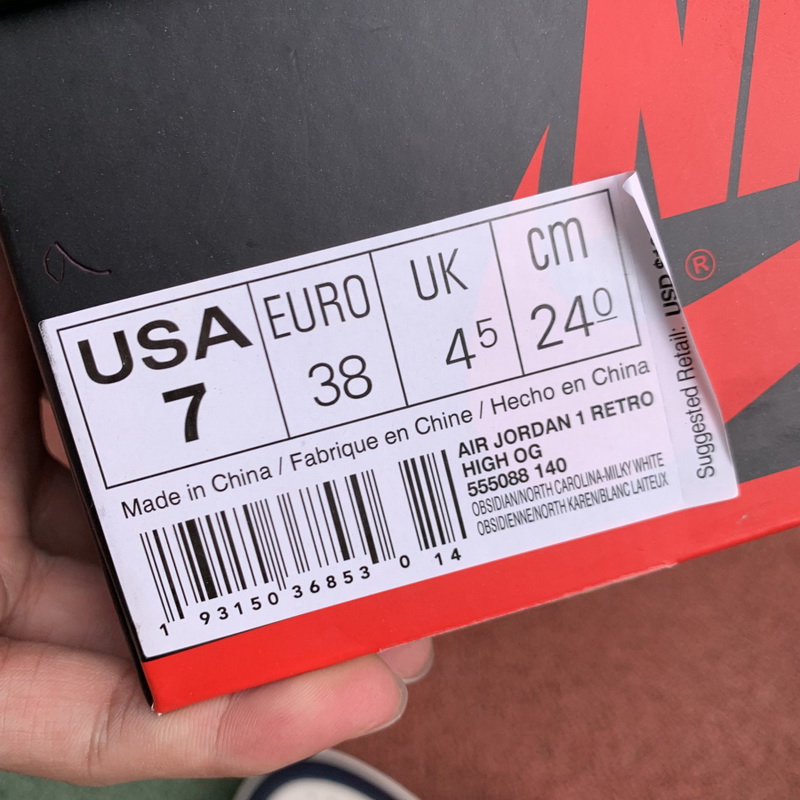 NI
®
USA
7
EURO
38
UK
4⁵
cm
24⁰
Made in China / Fabrique en Chine / Hecho en China
AIR JORDAN 1 RETRO
HIGH OG
555088 140
OBSIDIAN/NORTH CAROLINA-MILKY WHITE
OBSIDIENNE/NORTH KAREN/BLANC LAITEUX
1 93150 36853 0 14
Suggested Retail: USD